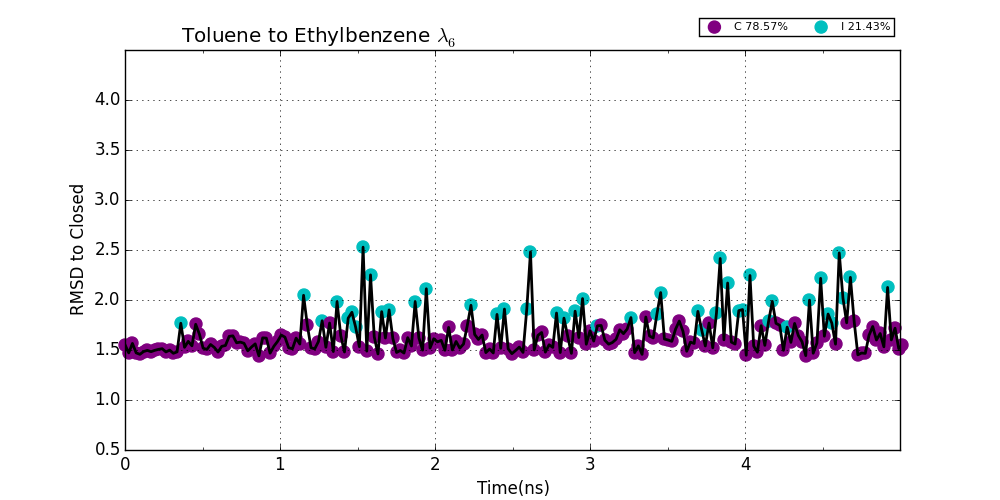 Toluene to Ethylbenzene λ₆
C 78.57% I 21.43%
RMSD to Closed
4.0
3.5
3.0
2.5
2.0
1.5
1.0
0.5
0 1 2 3 4
Time(ns)